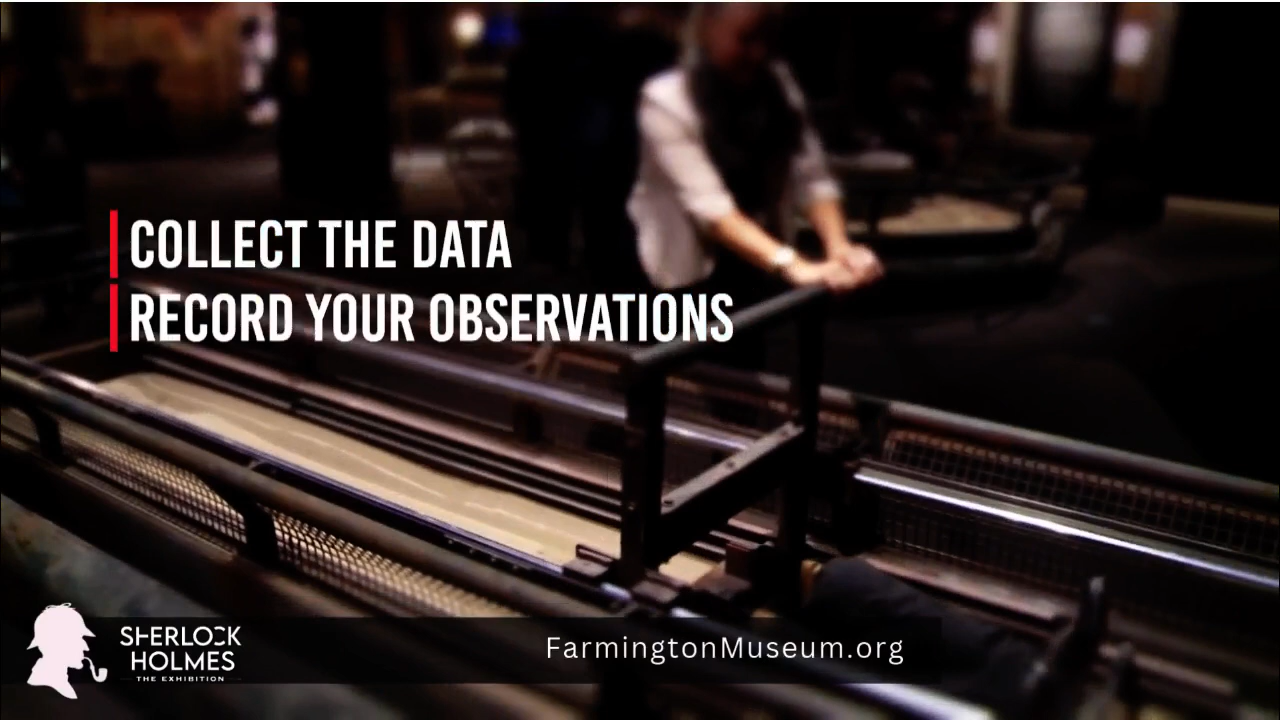 COLLECT THE DATA
RECORD YOUR OBSERVATIONS
SHERLOCK
HOLMES
THE EXHIBITION
FarmingtonMuseum.org